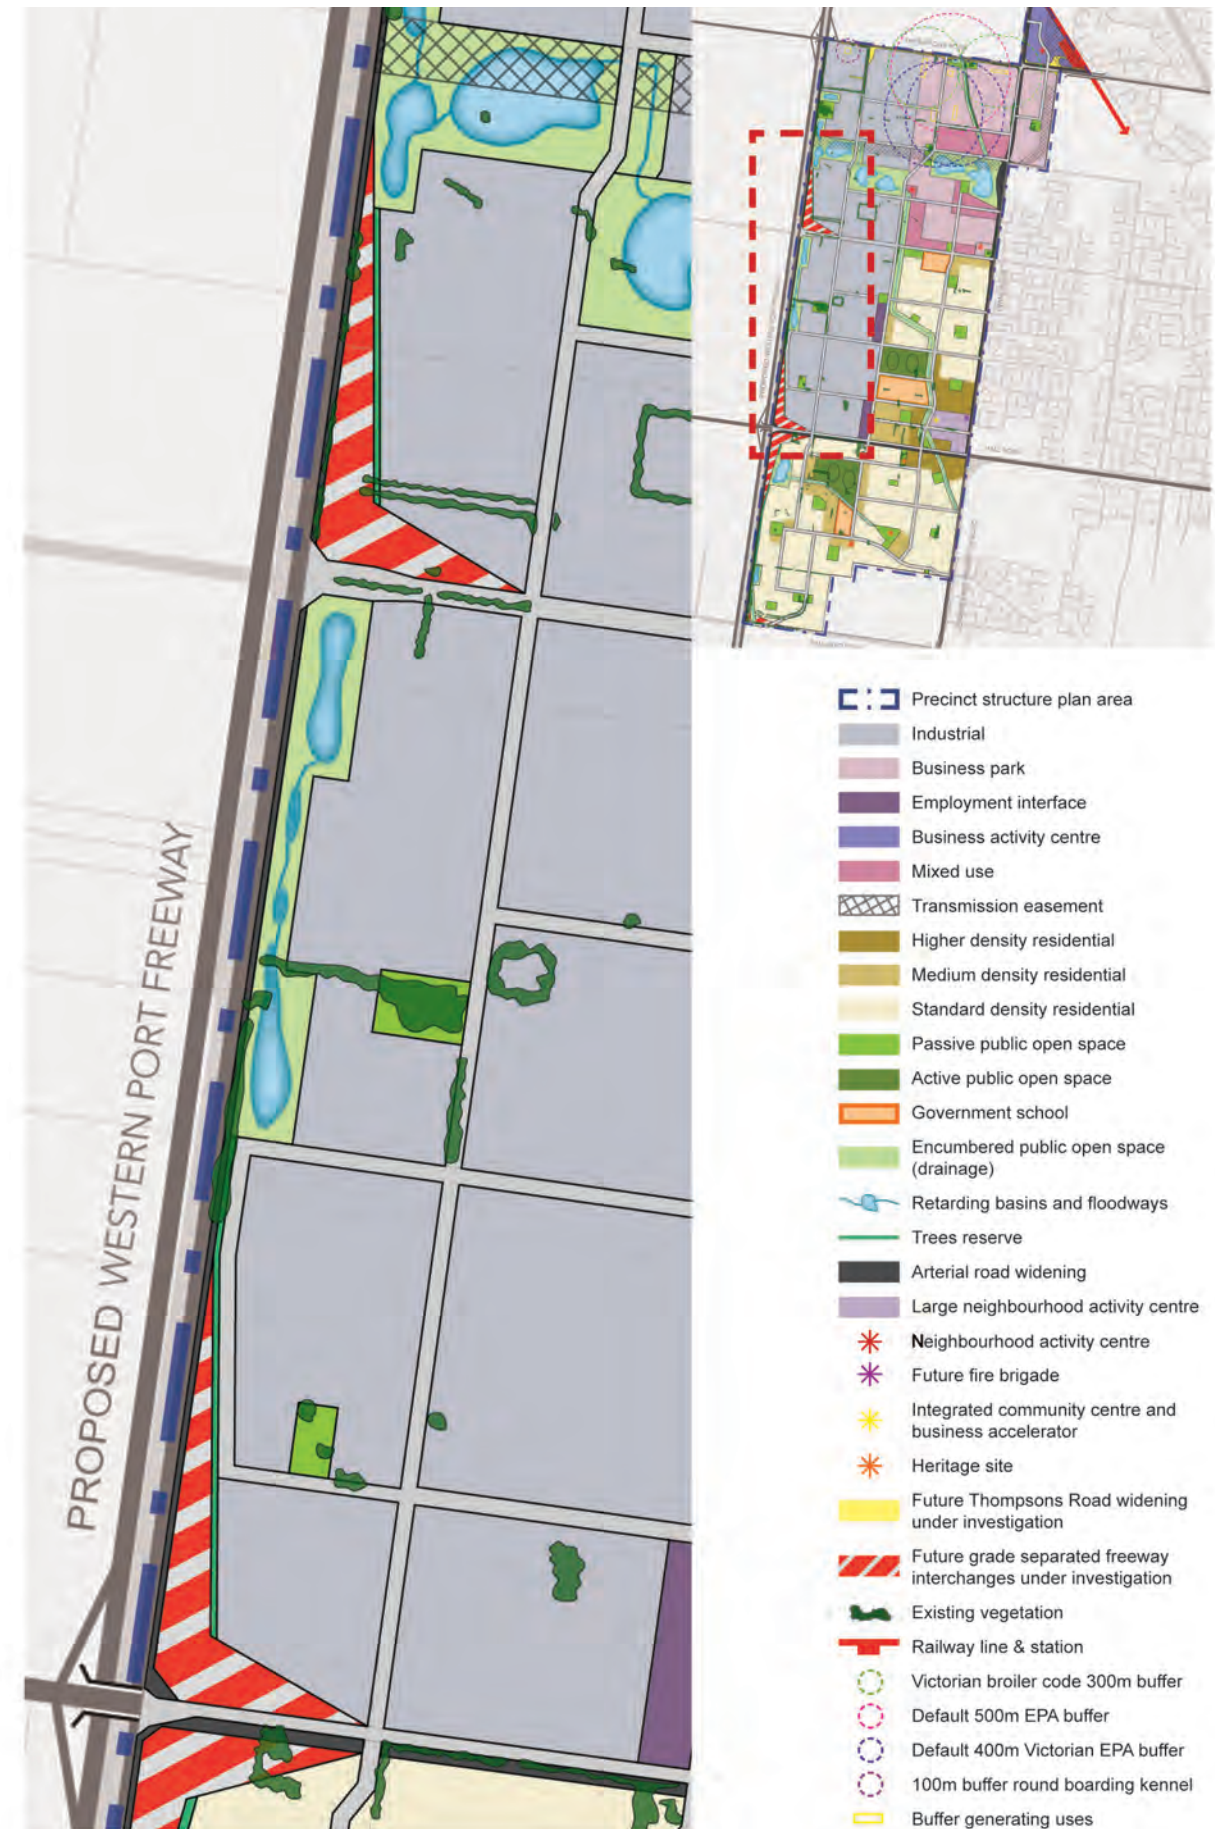 PROPOSED WESTERN PORT FREEWAY
Precinct structure plan area
Industrial
Business park
Employment interface
Business activity centre
Mixed use
Transmission easement
Higher density residential
Medium density residential
Standard density residential
Passive public open space
Active public open space
Government school
Encumbered public open space
(drainage)
Retarding basins and floodways
Trees reserve
Arterial road widening
Large neighbourhood activity centre
Neighbourhood activity centre
Future fire brigade
Integrated community centre and
business accelerator
Heritage site
Future Thompsons Road widening
under investigation
Future grade separated freeway
interchanges under investigation
Existing vegetation
Railway line & station
Victorian broiler code 300m buffer
Default 500m EPA buffer
Default 400m Victorian EPA buffer
100m buffer round boarding kennel
Buffer generating uses